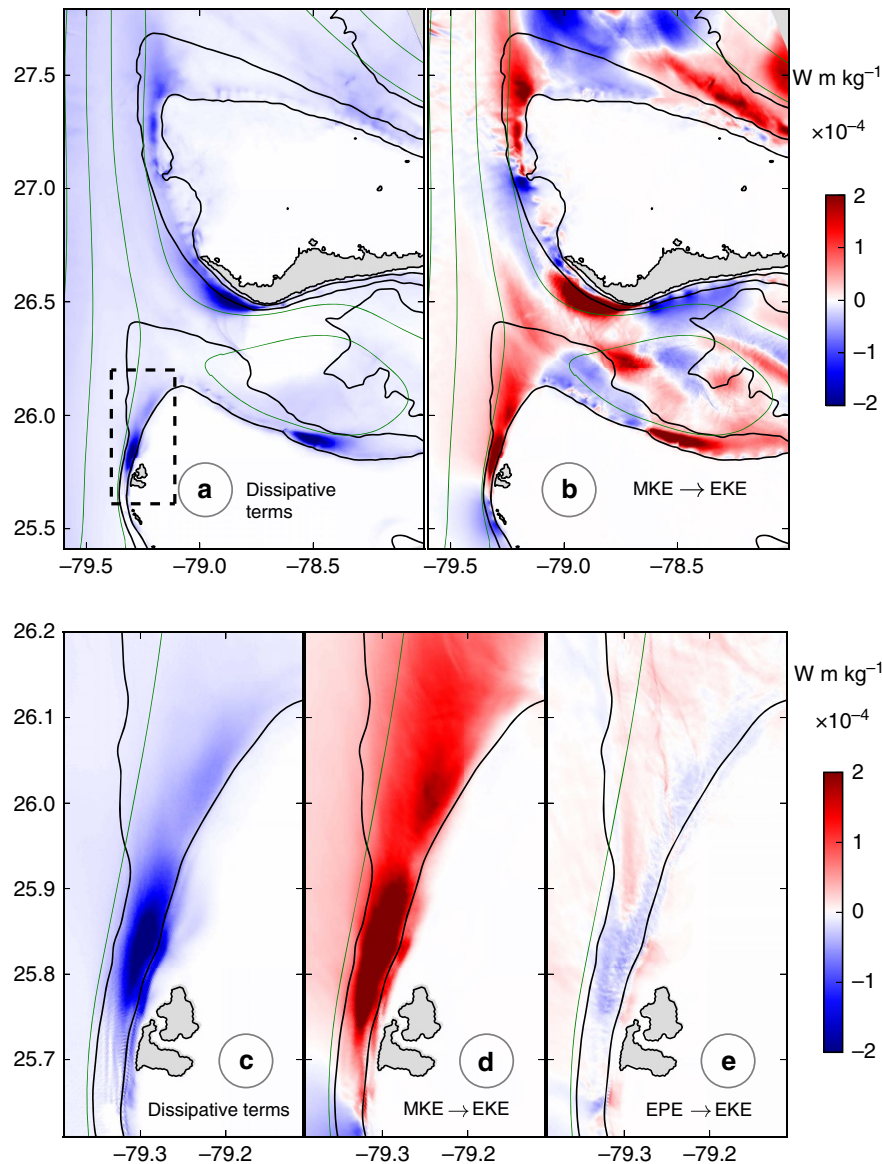 27.5
27.0
26.5
26.0
25.5
−79.5 −79.0 −78.5
−79.5 −79.0 −78.5
a
Dissipative
terms
b
MKE → EKE
W m kg⁻¹
×10⁻⁴
2
1
0
−1
−2
26.2
26.1
26.0
25.9
25.8
25.7
−79.3 −79.2
−79.3 −79.2
−79.3 −79.2
c
Dissipative terms
d
MKE → EKE
e
EPE → EKE
W m kg⁻¹
×10⁻⁴
2
1
0
−1
−2